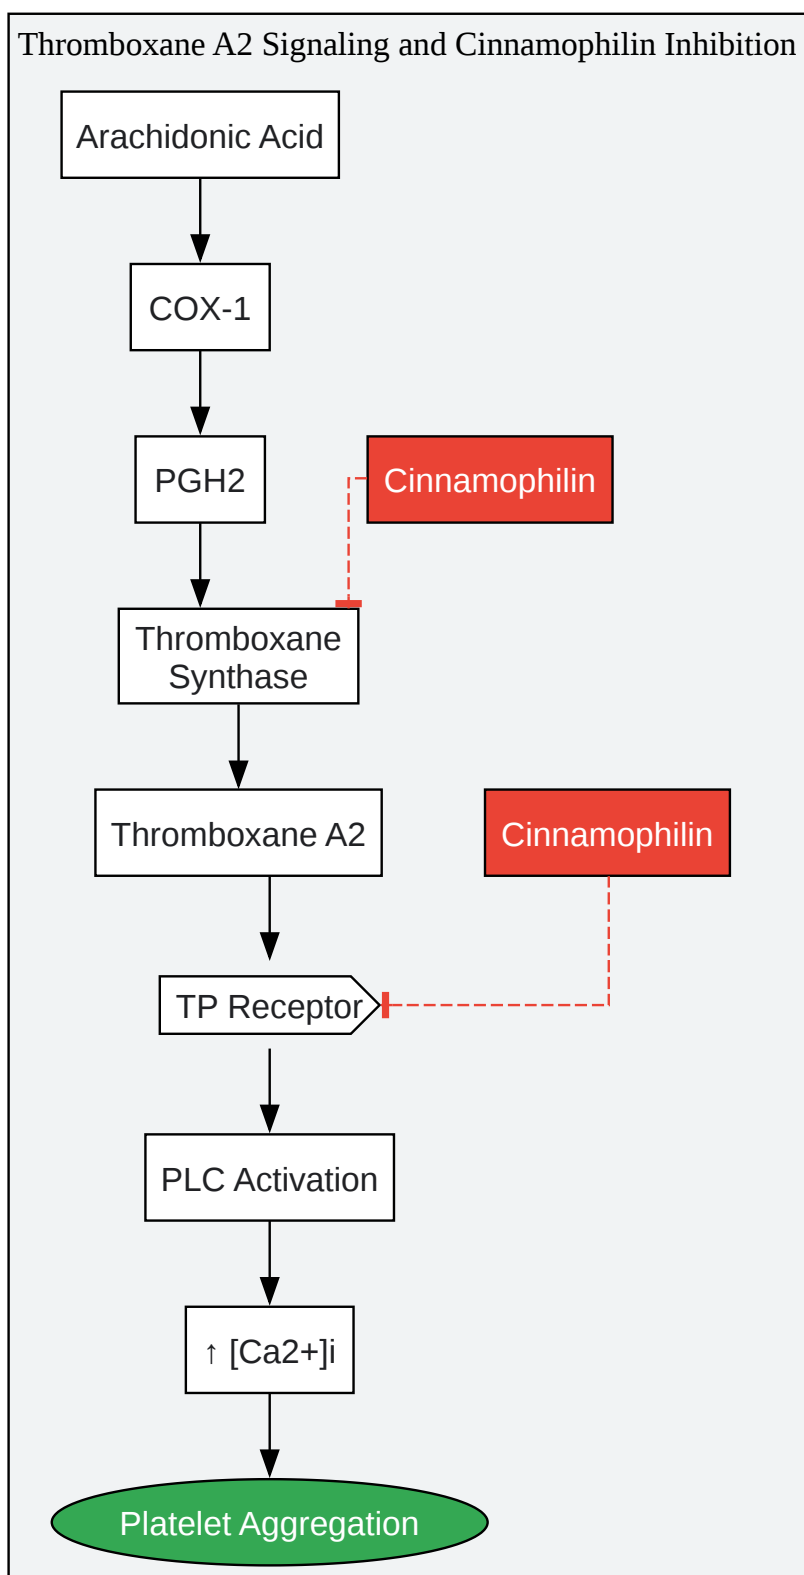 Thromboxane A2 Signaling and Cinnamophilin Inhibition
Arachidonic Acid
COX-1
PGH2
Cinnamophilin
Thromboxane
Synthase
Thromboxane A2
Cinnamophilin
TP Receptor
PLC Activation
↑ [Ca2+]i
Platelet Aggregation